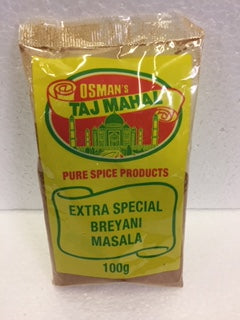 OSMAN'S
TAJ MAHAL
PURE SPICE PRODUCTS
EXTRA SPECIAL
BREYANI
MASALA
100g